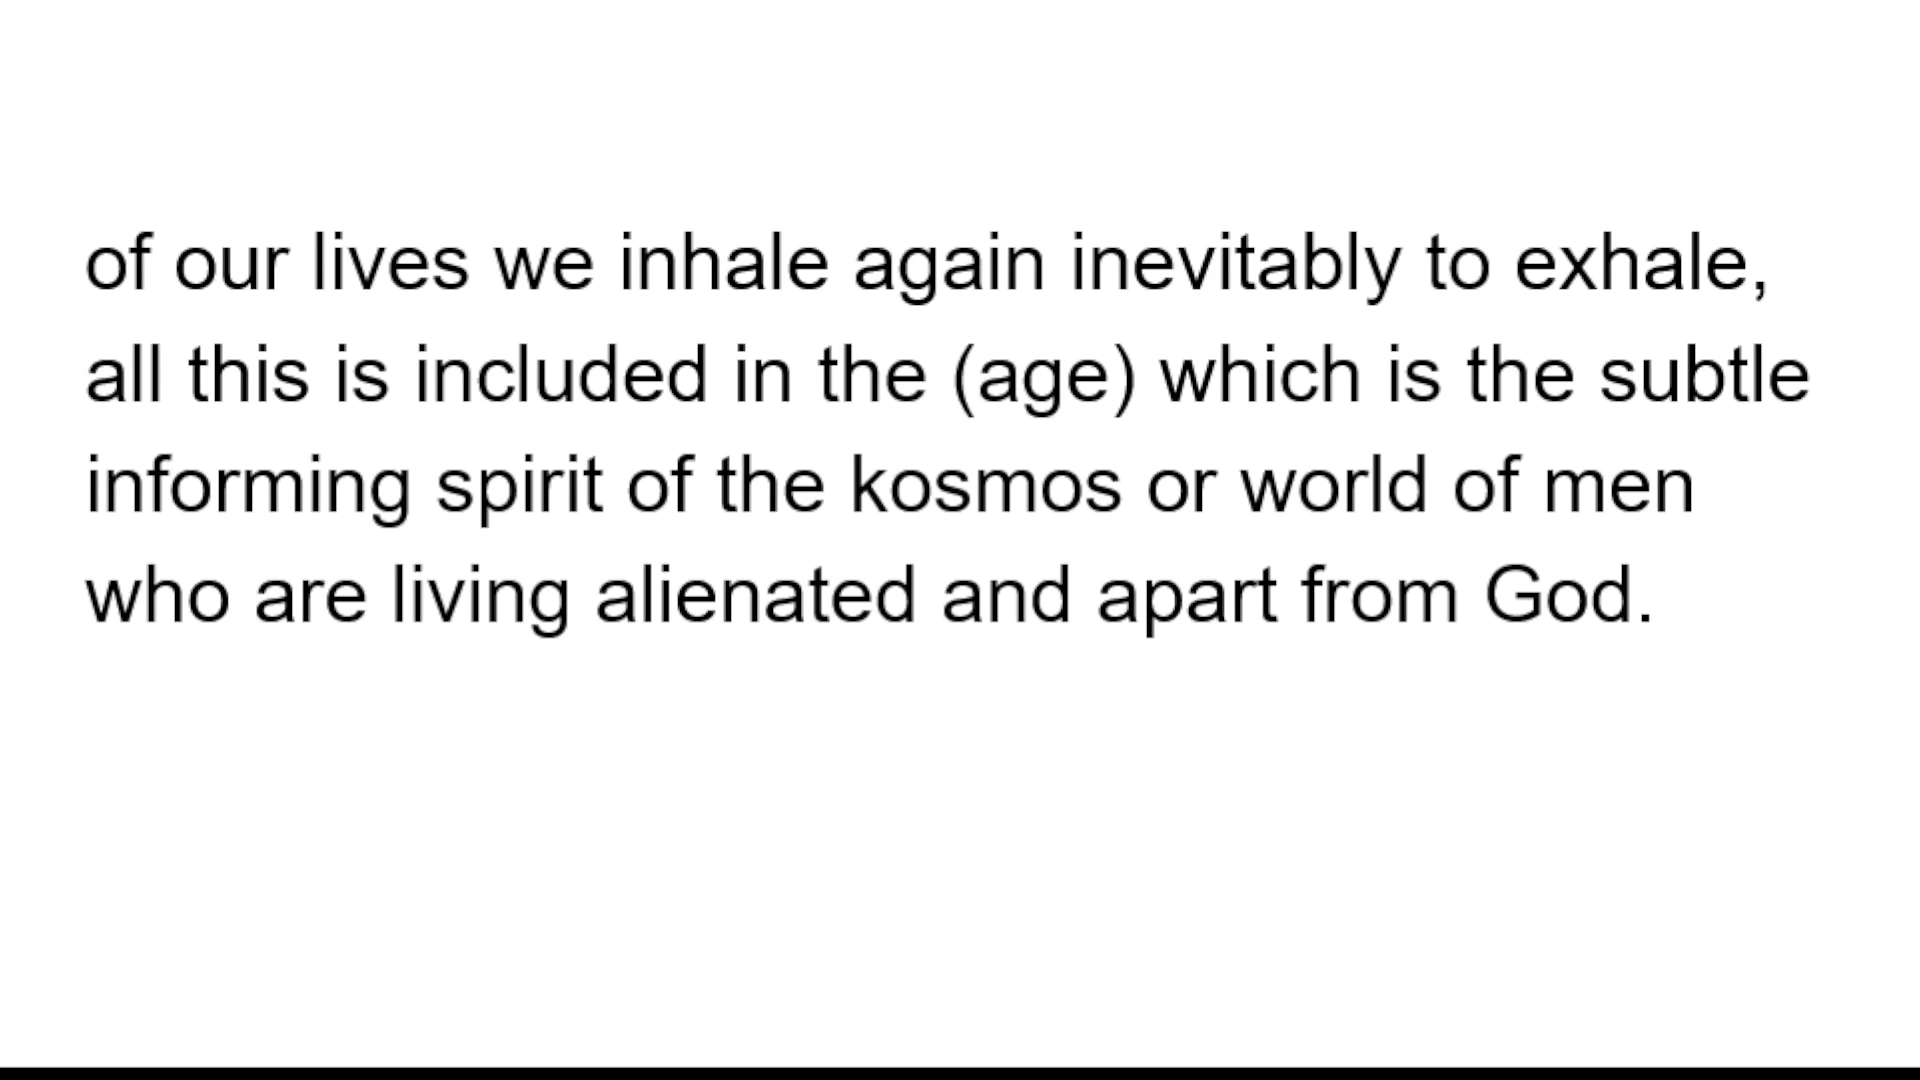 of our lives we inhale again inevitably to exhale,
all this is included in the (age) which is the subtle
informing spirit of the kosmos or world of men
who are living alienated and apart from God.